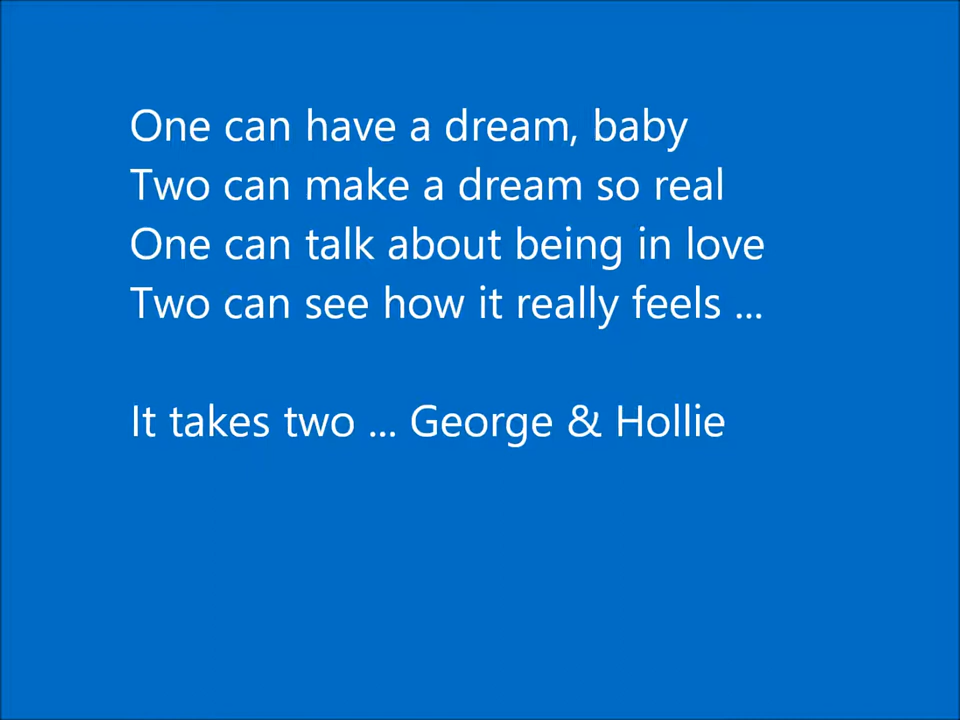 One can have a dream, baby
Two can make a dream so real
One can talk about being in love
Two can see how it really feels ...
It takes two ... George & Hollie